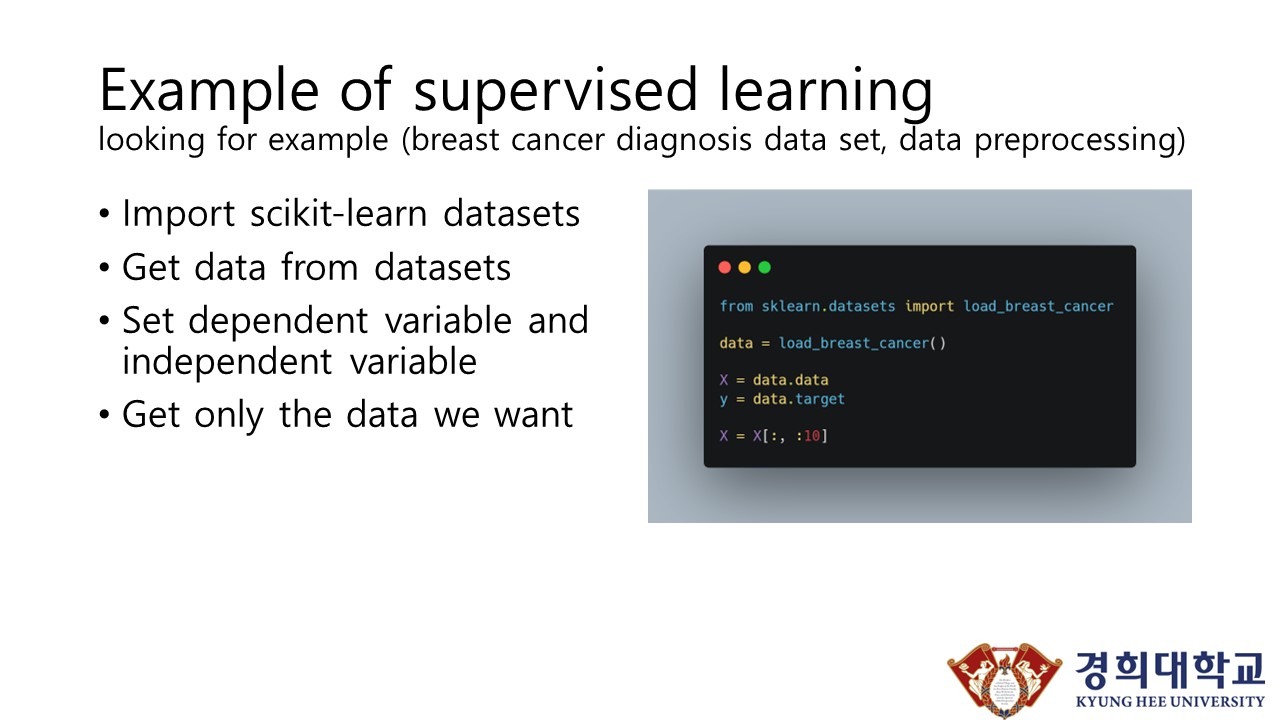 Example of supervised learning
looking for example (breast cancer diagnosis data set, data preprocessing)
• Import scikit-learn datasets
• Get data from datasets
• Set dependent variable and
independent variable
• Get only the data we want
from sklearn.datasets import load_breast_cancer
data = load_breast_cancer()
X = data.data
y = data.target
X = X[:, :10]
경희대학교
KYUNG HEE UNIVERSITY